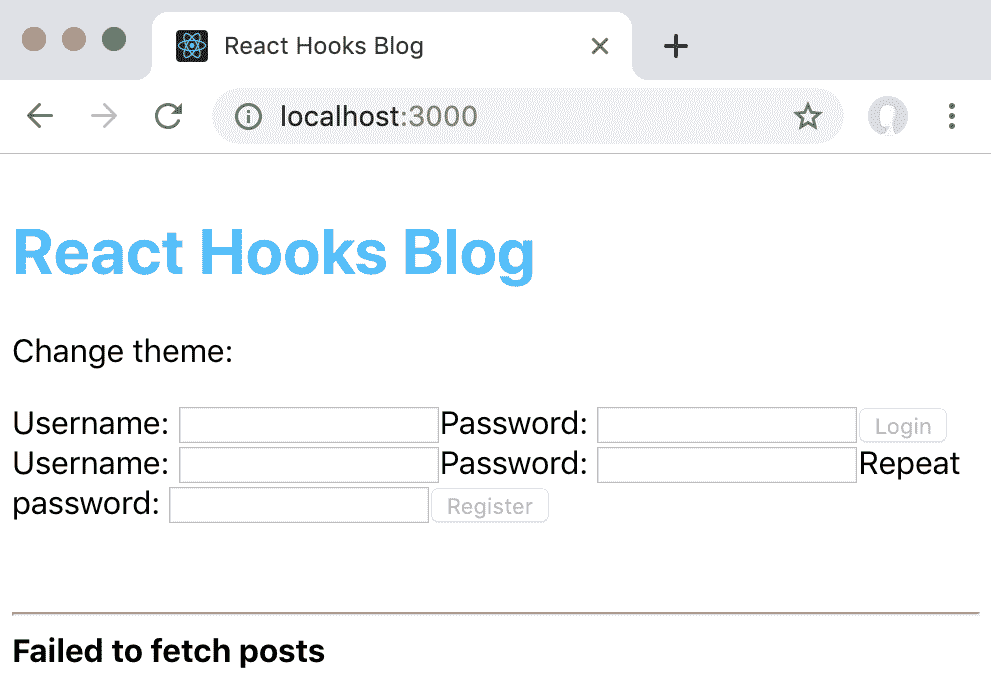 React Hooks Blog
localhost:3000
React Hooks Blog
Change theme:
Username: Password: Login
Username: Password: Repeat
password: Register
Failed to fetch posts